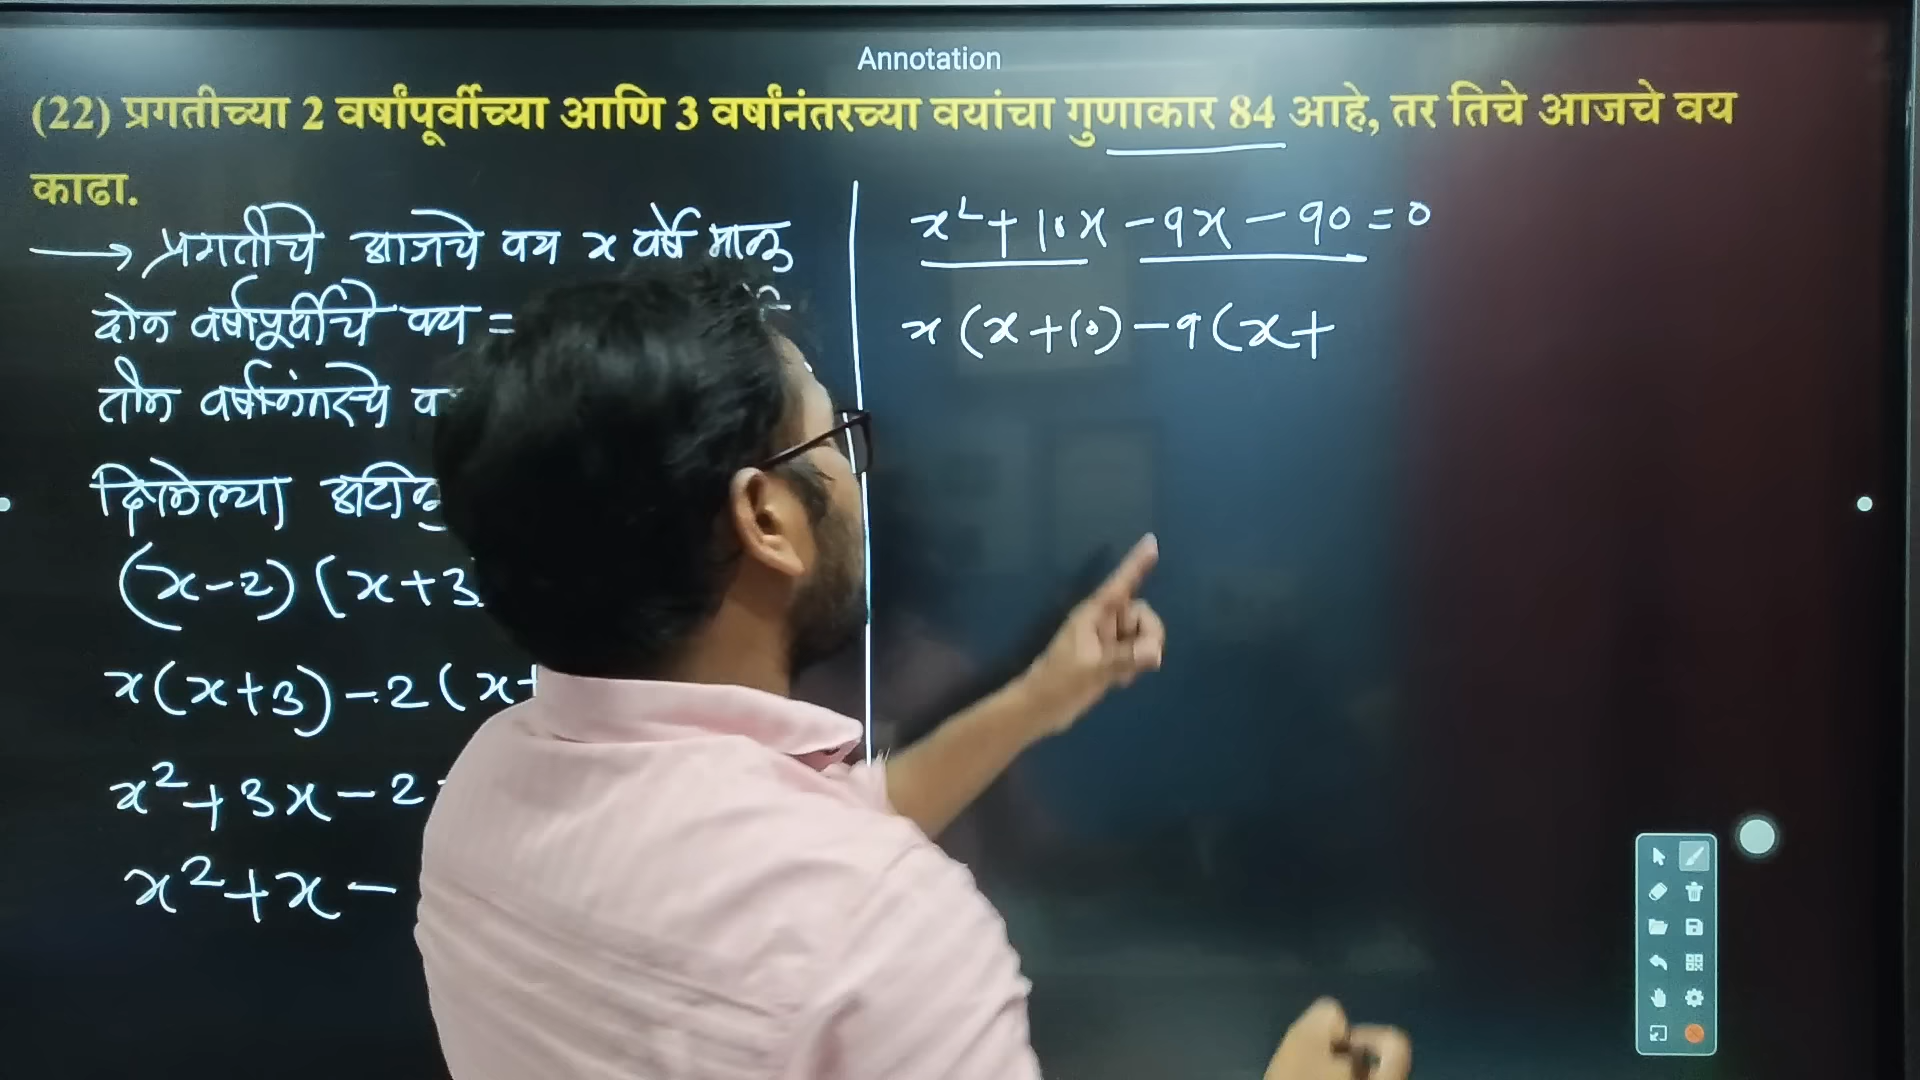 Annotation
(22) प्रगतीच्या 2 वर्षांपूर्वीच्या आणि 3 वर्षांनंतरच्या वयांचा गुणाकार 84 आहे, तर तिचे आजचे वय
काढा.
→ प्रगतीचे आजचे वय x वर्षे मानू
दोन वर्षापूर्वीचे वय =
तीन वर्षानंतरचे व
दिलेल्या अटीनु
(x-2) (x+3
x(x+3) -2(x+
x²+3x-2
x²+x-
x²+10x-9x-90=0
x(x+10)-9(x+